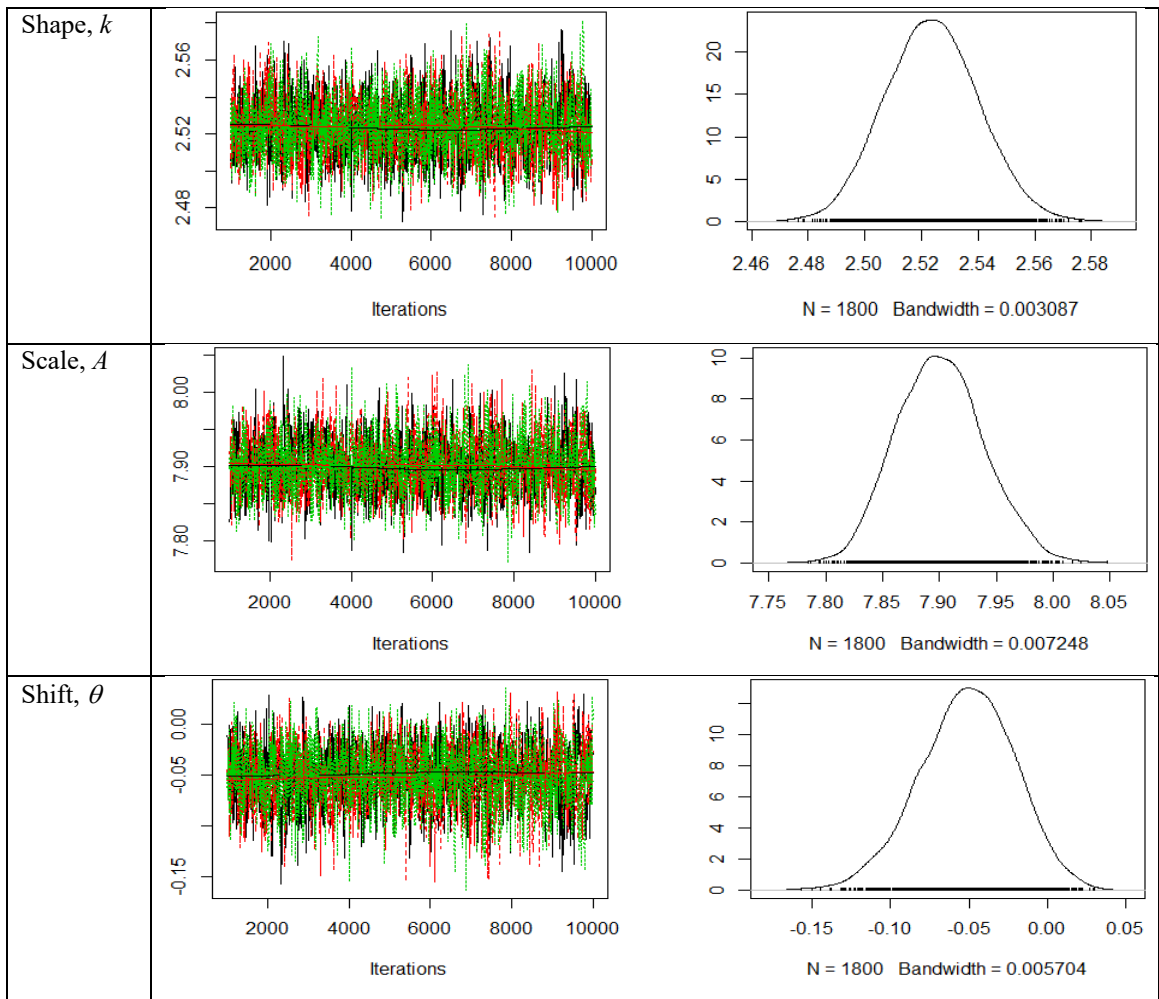 Shape, k
2.56
2.52
2.48
2000 4000 6000 8000 10000
Iterations
20
15
10
5
0
2.46 2.48 2.50 2.52 2.54 2.56 2.58
N = 1800 Bandwidth = 0.003087
Scale, A
8.00
7.90
7.80
2000 4000 6000 8000 10000
Iterations
10
8
6
4
2
0
7.75 7.80 7.85 7.90 7.95 8.00 8.05
N = 1800 Bandwidth = 0.007248
Shift, θ
0.00
-0.05
-0.15
2000 4000 6000 8000 10000
Iterations
10
8
6
4
2
0
-0.15 -0.10 -0.05 0.00 0.05
N = 1800 Bandwidth = 0.005704